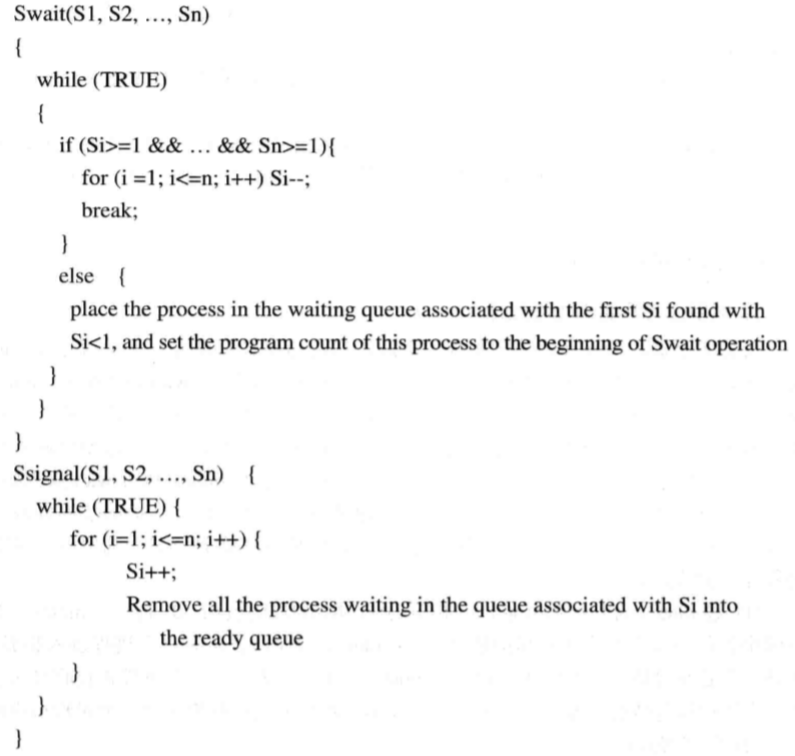 Swait(S1, S2, …, Sn)
{
while (TRUE)
{
if (Si>=1 && … && Sn>=1){
for (i =1; i<=n; i++) Si--;
break;
}
else {
place the process in the waiting queue associated with the first Si found with
Si<1, and set the program count of this process to the beginning of Swait operation
}
}
}
Ssignal(S1, S2, …, Sn) {
while (TRUE) {
for (i=1; i<=n; i++) {
Si++;
Remove all the process waiting in the queue associated with Si into
the ready queue
}
}
}